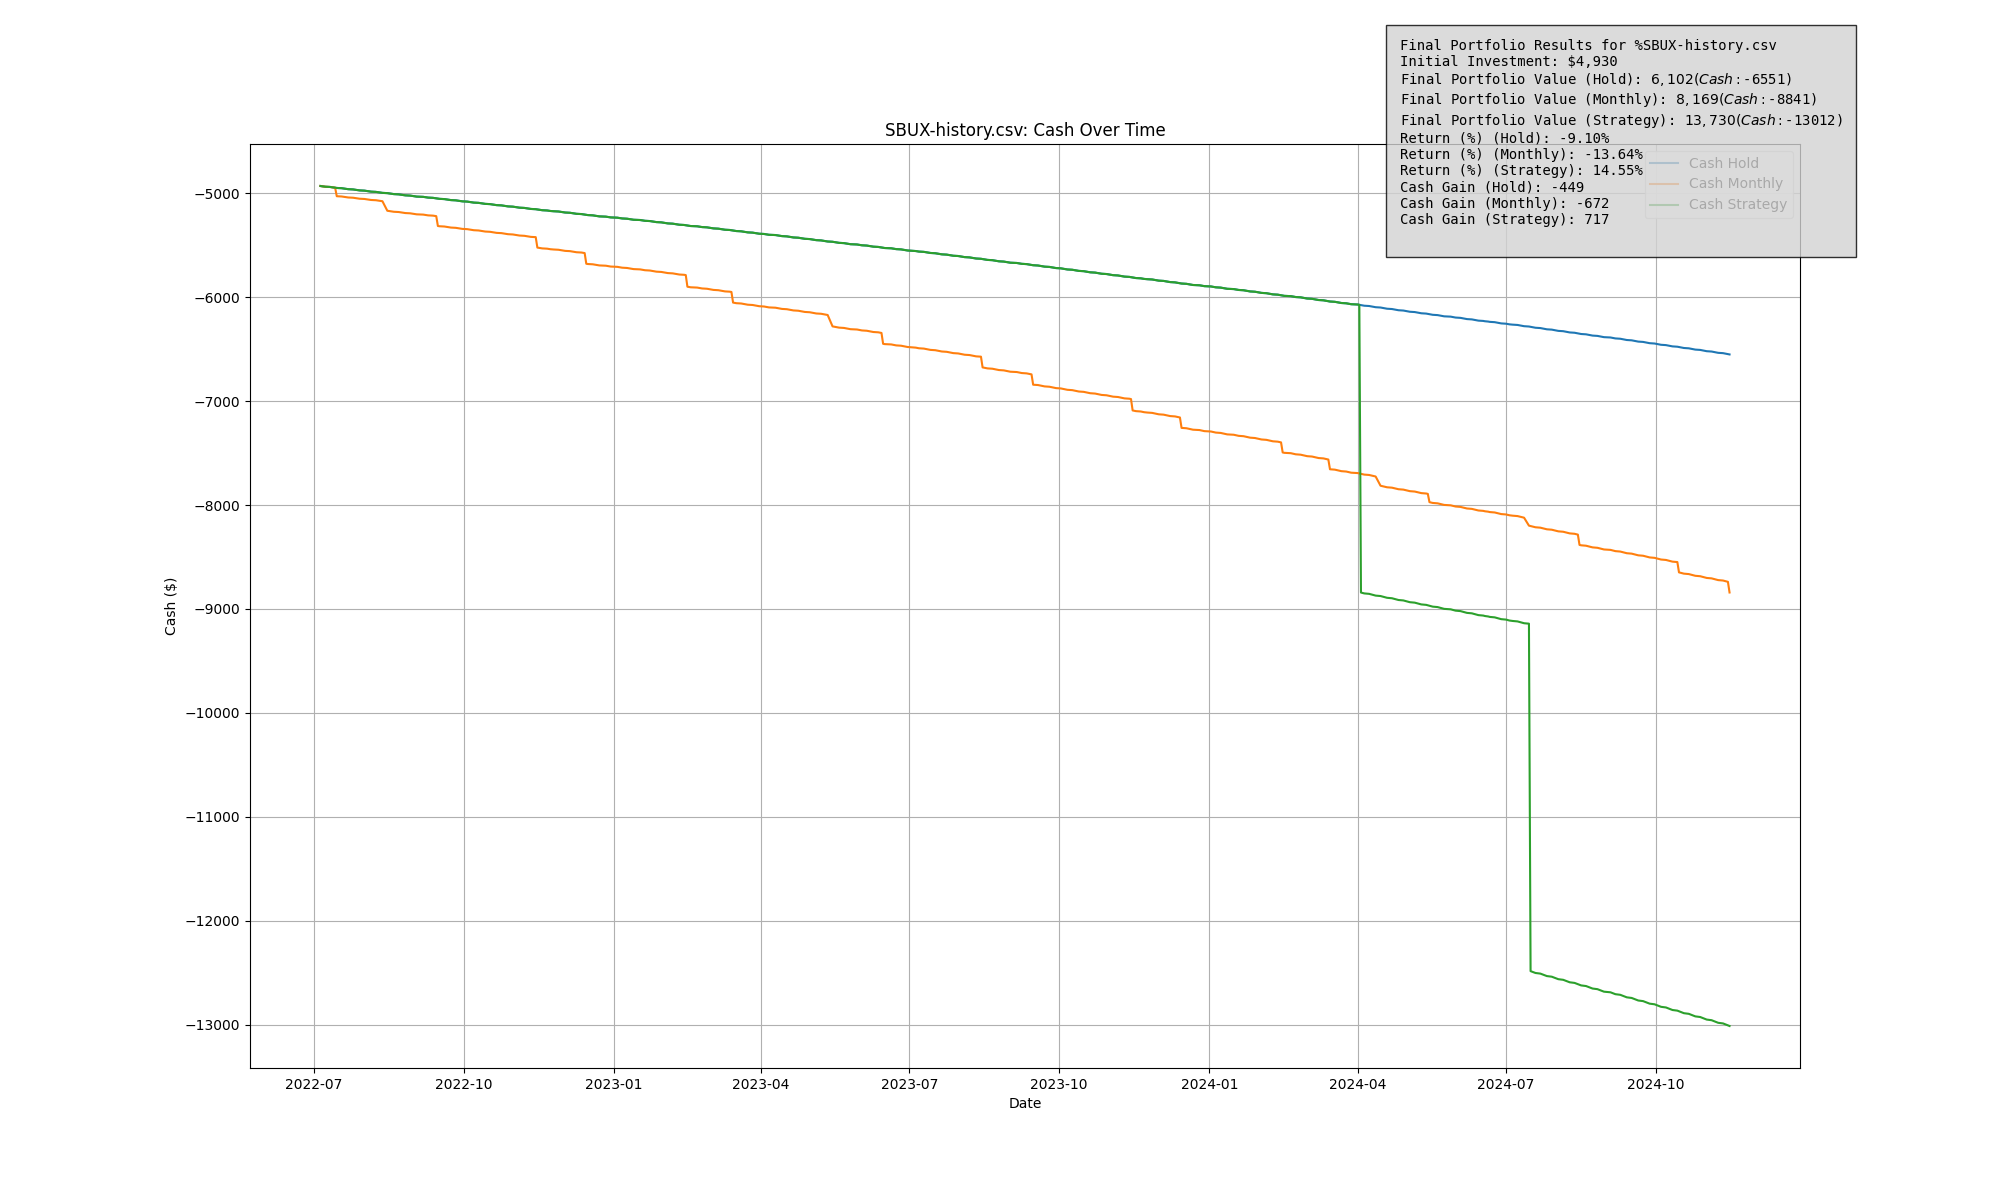 Final Portfolio Results for %SBUX-history.csv
Initial Investment: $4,930
Final Portfolio Value (Hold): 6,102(Cash:-6551)
Final Portfolio Value (Monthly): 8,169(Cash:-8841)
Final Portfolio Value (Strategy): 13,730(Cash:-13012)
Return (%) (Hold): -9.10%
Return (%) (Monthly): -13.64%
Return (%) (Strategy): 14.55%
Cash Gain (Hold): -449
Cash Gain (Monthly): -672
Cash Gain (Strategy): 717
SBUX-history.csv: Cash Over Time
Cash Hold
Cash Monthly
Cash Strategy
Cash ($)
−5000
−6000
−7000
−8000
−9000
−10000
−11000
−12000
−13000
2022-07 2022-10 2023-01 2023-04 2023-07 2023-10 2024-01 2024-04 2024-07 2024-10
Date